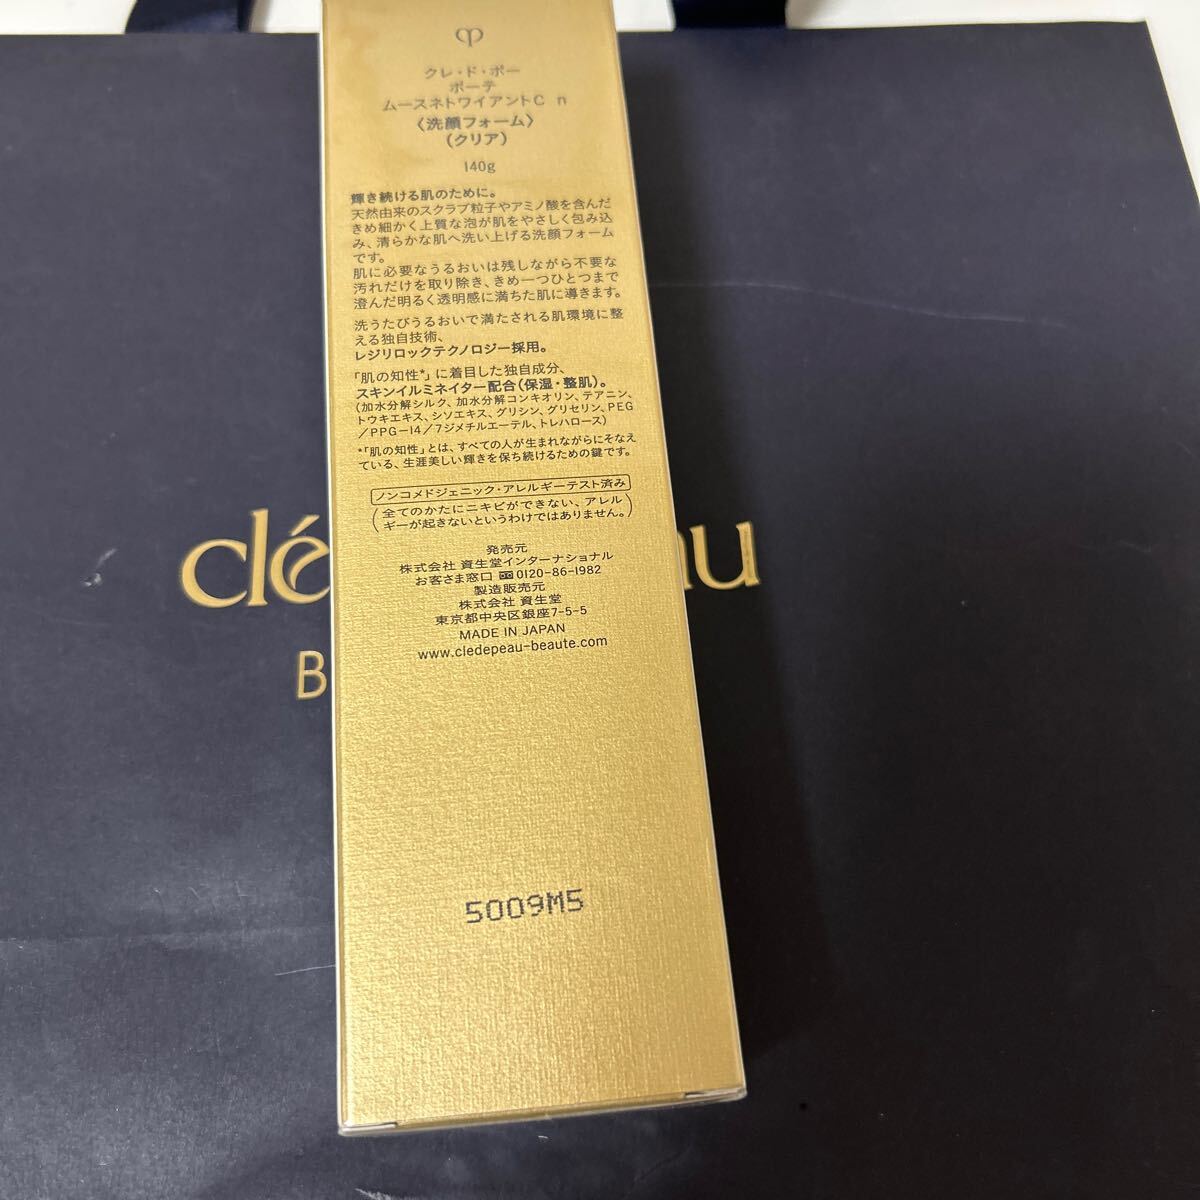 クレ・ド・ポー
ボーテ
ムースネトワイアントC n
〈洗顔フォーム〉
(クリア)
140g
輝き続ける肌のために。
天然由来のスクラブ粒子やアミノ酸を含んだ
きめ細かく上質な泡が肌をやさしく包み込
み、清らかな肌へ洗い上げる洗顔フォーム
です。
肌に必要なうるおいは残しながら不要な
汚れだけを取り除き、きめ一つひとつまで
澄んだ明るく透明感に満ちた肌に導きます。
洗うたびうるおいで満たされる肌環境に整
える独自技術、
レジリロックテクノロジー採用。
「肌の知性*」に着目した独自成分、
スキンイルミネイター配合(保湿・整肌)。
(加水分解シルク、加水分解コンキオリン、テアニン、
トウキエキス、シソエキス、グリシン、グリセリン、PEG
/PPG-14/7ジメチルエーテル、トレハロース)
*「肌の知性」とは、すべての人が生まれながらにそなえ
ている、生涯美しい輝きを保ち続けるための鍵です。
ノンコメドジェニック・アレルギーテスト済み
(全てのかたにニキビができない、アレル
ギーが起きないというわけではありません。)
発売元
株式会社 資生堂インターナショナル
お客さま窓口 0120-86-1982
製造販売元
株式会社 資生堂
東京都中央区銀座7-5-5
MADE IN JAPAN
www.cledepeau-beaute.com
5009M5
clé au
B